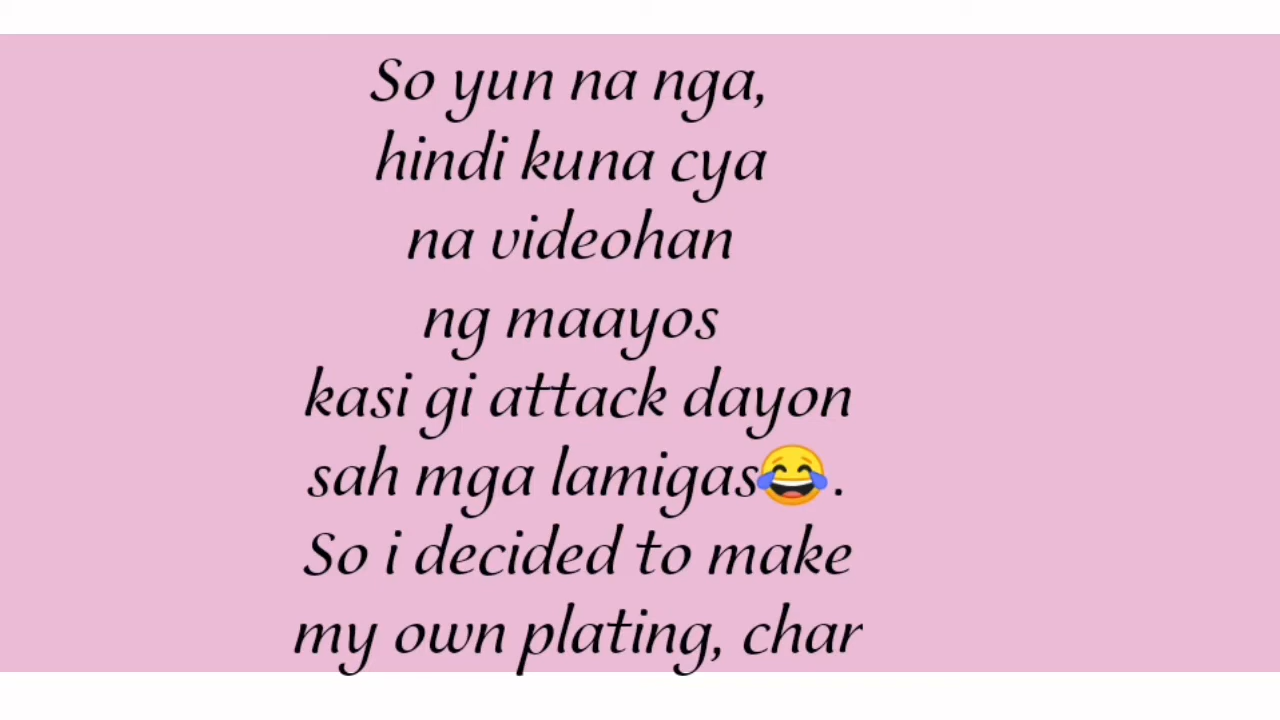 So yun na nga,
hindi kuna cya
na videohan
ng maayos
kasi gi attack dayon
sah mga lamigas😂.
So i decided to make
my own plating, char